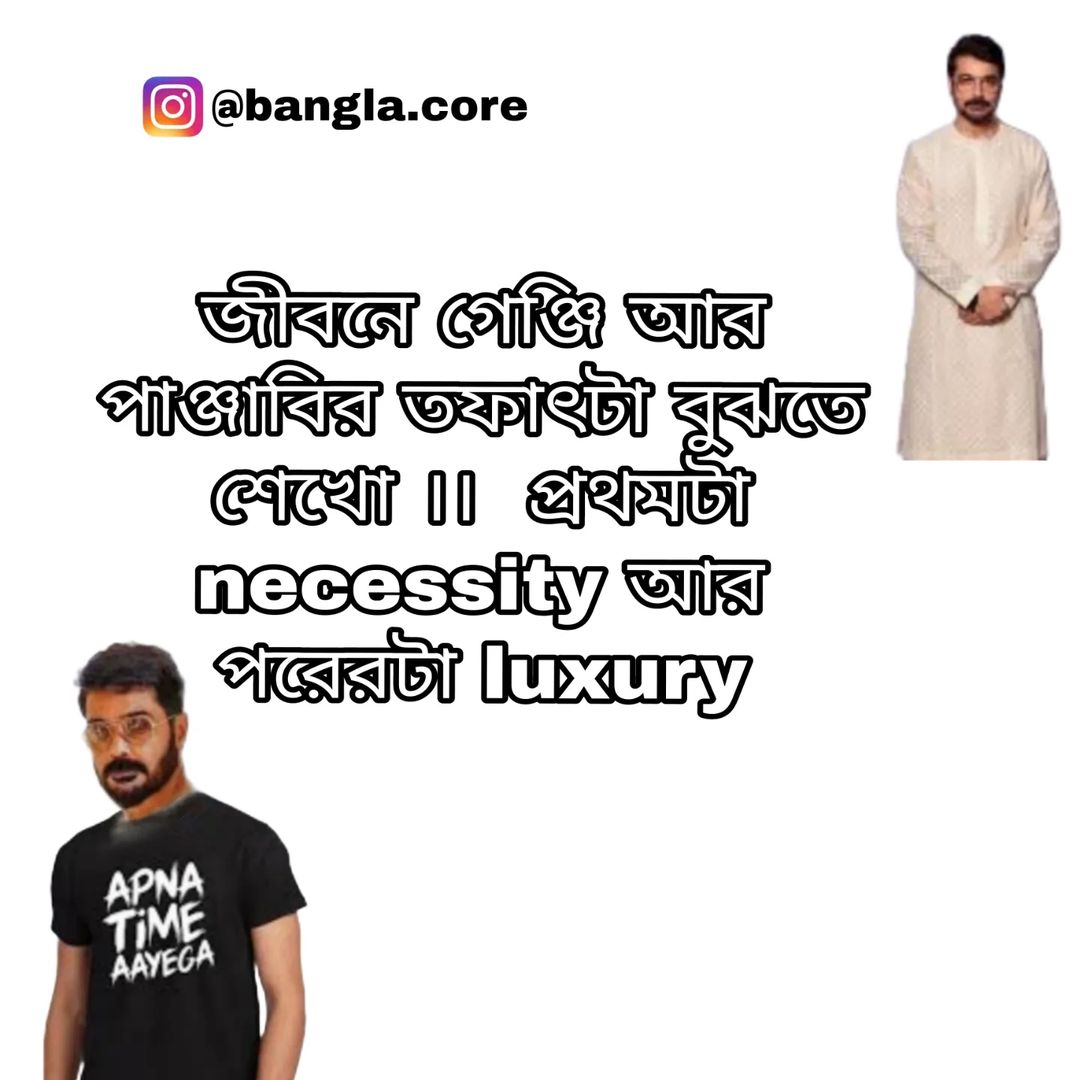 @bangla.core
জীবনে গেঞ্জি আর
পাঞ্জাবির তফাৎটা বুঝতে
শেখো ।। প্রথমটা
necessity আর
পরেরটা luxury
APNA
TiME
AAYEGA